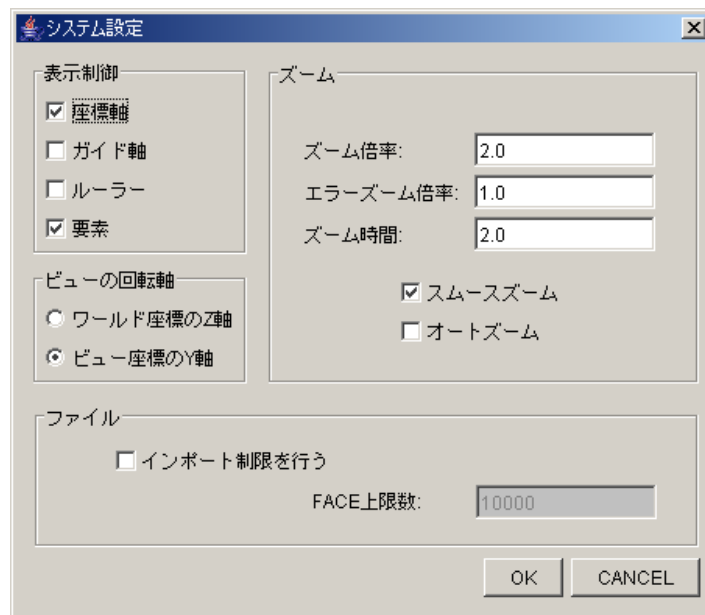 システム設定
表示制御
座標軸
ガイド軸
ルーラー
要素
ビューの回転軸
ワールド座標のZ軸
ビュー座標のY軸
ズーム
ズーム倍率: 2.0
エラーズーム倍率: 1.0
ズーム時間: 2.0
スムースズーム
オートズーム
ファイル
インポート制限を行う
FACE上限数: 10000
OK CANCEL